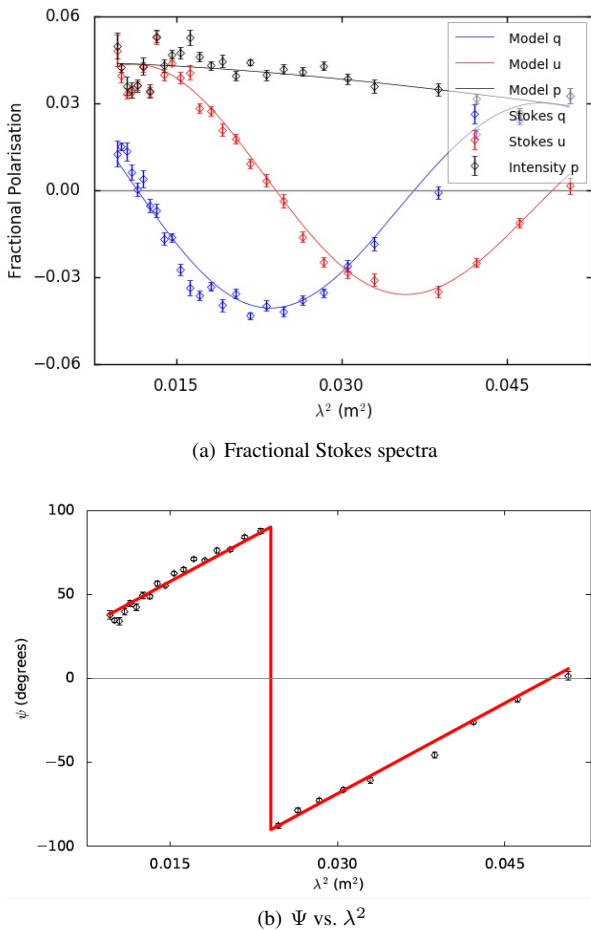 0.06
0.03
0.00
−0.03
−0.06
Fractional Polarisation
Model q
Model u
Model p
Stokes q
Stokes u
Intensity p
0.015 0.030 0.045
λ² (m²)
(a) Fractional Stokes spectra
100
50
0
−50
−100
ψ (degrees)
0.015 0.030 0.045
λ² (m²)
(b) Ψ vs. λ²